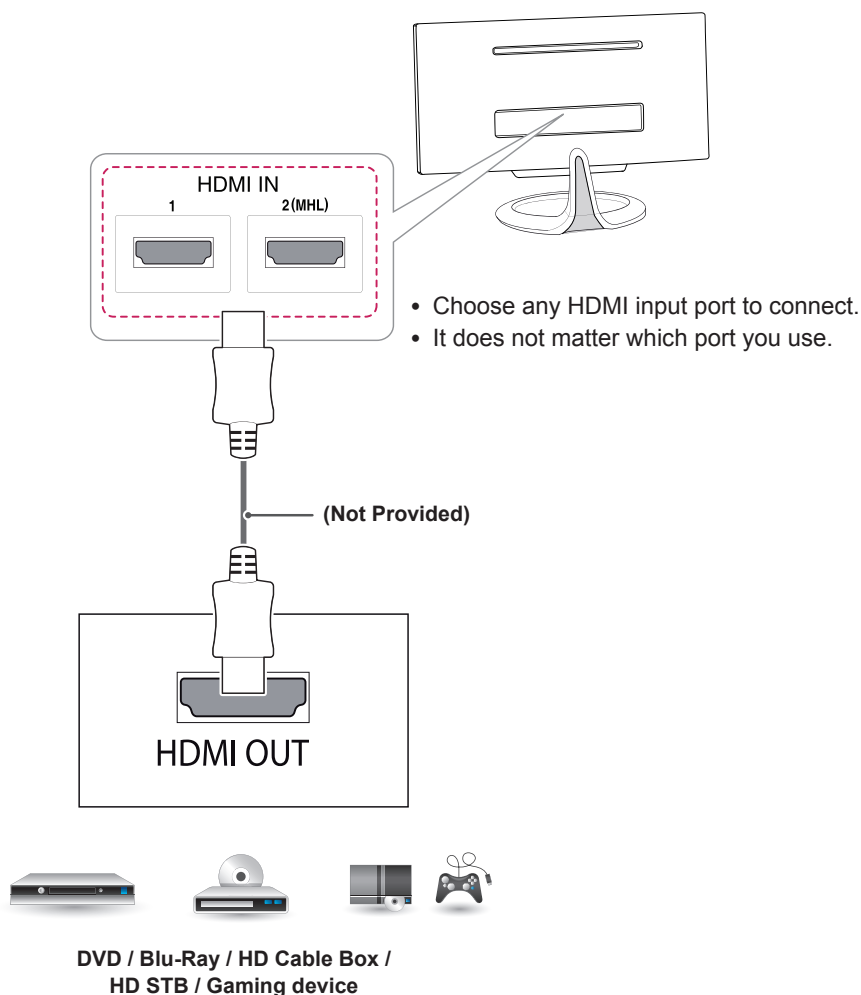 HDMI IN
1 2(MHL)
• Choose any HDMI input port to connect.
• It does not matter which port you use.
(Not Provided)
HDMI OUT
DVD / Blu-Ray / HD Cable Box /
HD STB / Gaming device